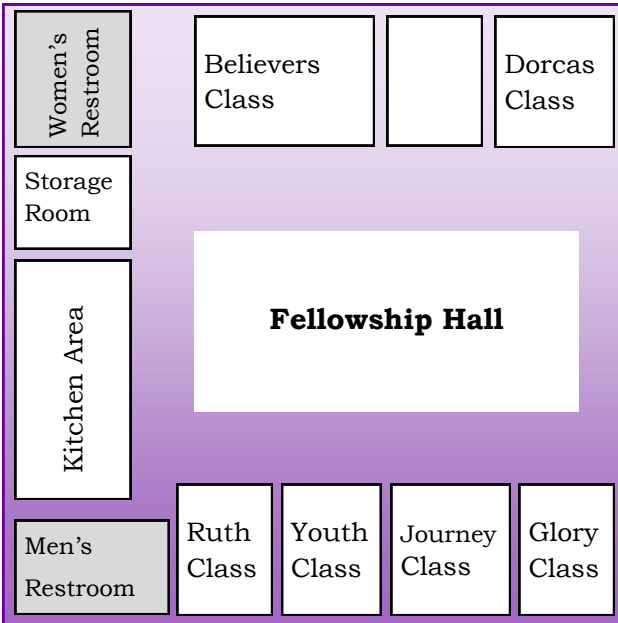 Women's
Restroom
Believers
Class
Dorcas
Class
Storage
Room
Fellowship Hall
Kitchen Area
Men's
Restroom
Ruth
Class
Youth
Class
Journey
Class
Glory
Class